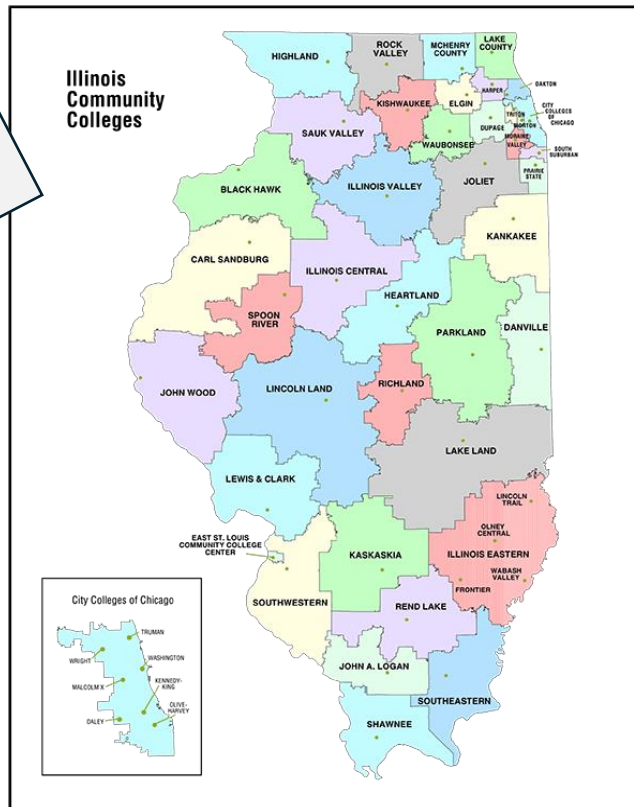 Illinois
Community
Colleges
HIGHLAND
ROCK
VALLEY
MCHENRY
COUNTY
LAKE
COUNTY
KISHWAUKEE
ELGIN
HARPER
OAKTON
SAUK VALLEY
WAUBONSEE
DUPAGE
TRITON
MORTON
CITY
COLLEGES
OF
CHICAGO
MORAINE
VALLEY
SOUTH
SUBURBAN
PRAIRIE
STATE
BLACK HAWK
ILLINOIS VALLEY
JOLIET
KANKAKEE
CARL SANDBURG
ILLINOIS CENTRAL
HEARTLAND
SPOON
RIVER
PARKLAND
DANVILLE
JOHN WOOD
LINCOLN LAND
RICHLAND
LAKE LAND
LEWIS & CLARK
LINCOLN
TRAIL
OLNEY
CENTRAL
EAST ST. LOUIS
COMMUNITY COLLEGE
CENTER
KASKASKIA
ILLINOIS EASTERN
WABASH
VALLEY
FRONTIER
SOUTHWESTERN
REND LAKE
JOHN A. LOGAN
SOUTHEASTERN
SHAWNEE
City Colleges of Chicago
TRUMAN
WRIGHT
WASHINGTON
MALCOLM X
KENNEDY-
KING
OLIVE-
HARVEY
DALEY